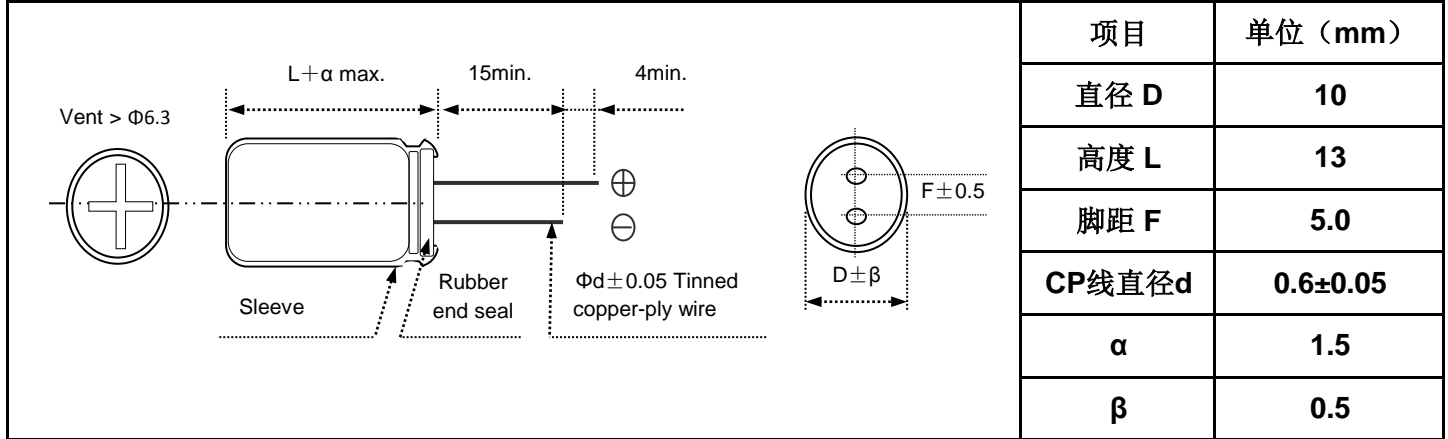 L＋α max.
15min.
4min.
Vent > Φ6.3
⊕
⊖
F±0.5
D±β
Sleeve
Rubber
end seal
Φd±0.05 Tinned
copper-ply wire
项目 单位（mm）
直径 D 10
高度 L 13
脚距 F 5.0
CP线直径d 0.6±0.05
α 1.5
β 0.5